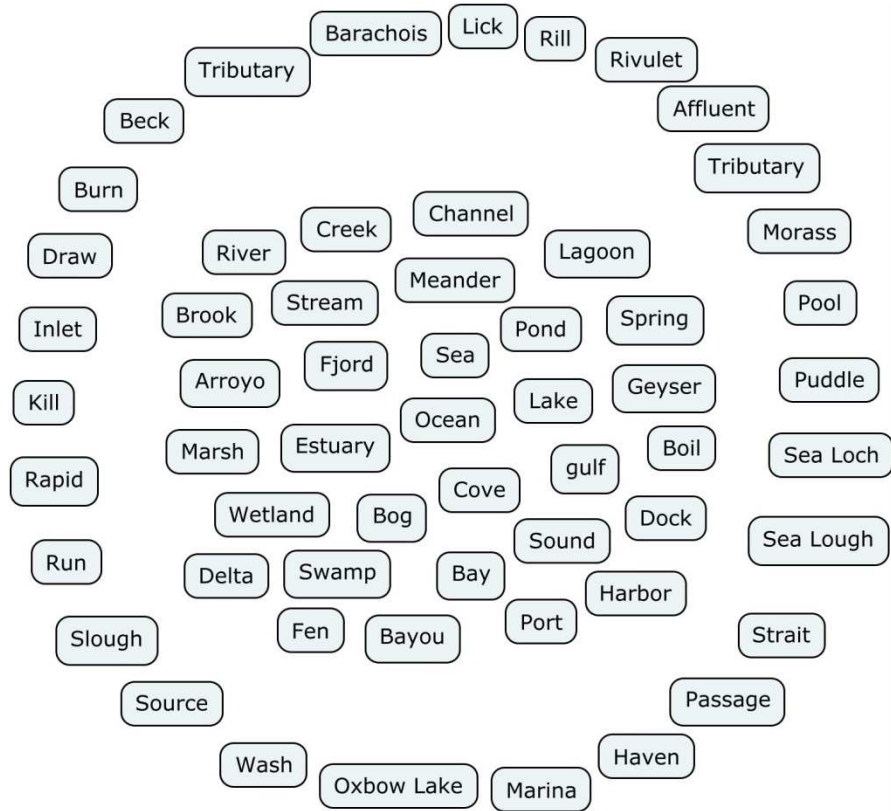 Barachois
Lick
Rill
Rivulet
Tributary
Affluent
Beck
Tributary
Burn
Morass
Channel
Creek
River
Lagoon
Draw
Meander
Stream
Pool
Brook
Pond
Spring
Inlet
Sea
Fjord
Arroyo
Puddle
Geyser
Lake
Kill
Ocean
Estuary
Boil
Marsh
Sea Loch
gulf
Rapid
Cove
Wetland
Bog
Dock
Sound
Sea Lough
Run
Swamp
Delta
Bay
Harbor
Port
Fen
Bayou
Strait
Slough
Passage
Source
Haven
Wash
Oxbow Lake
Marina